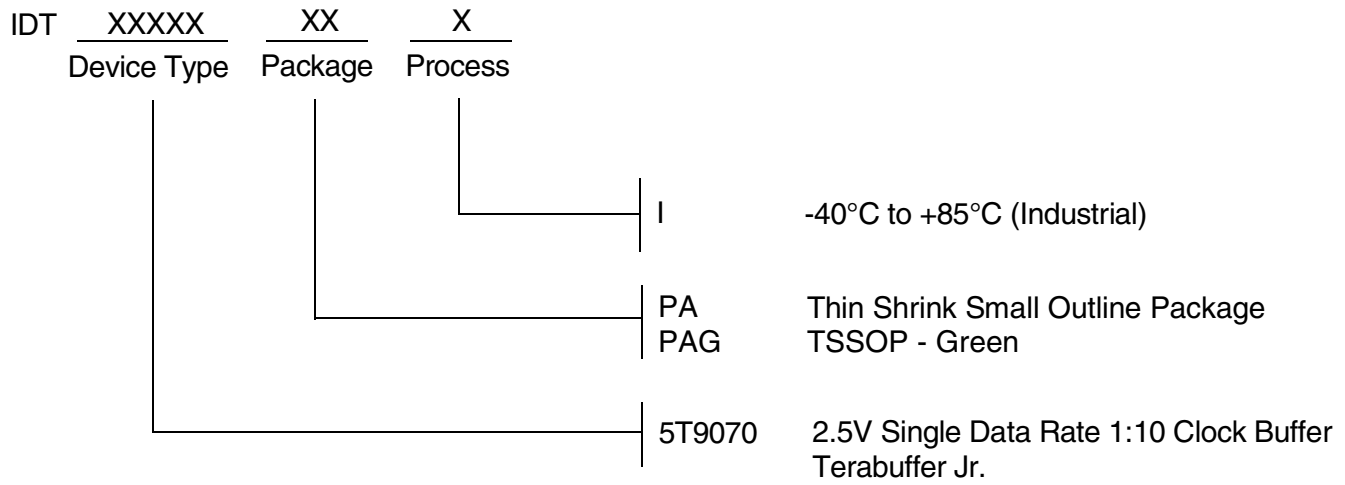 IDT XXXXX XX X
Device Type Package Process
I -40°C to +85°C (Industrial)
PA Thin Shrink Small Outline Package
PAG TSSOP - Green
5T9070 2.5V Single Data Rate 1:10 Clock Buffer
Terabuffer Jr.